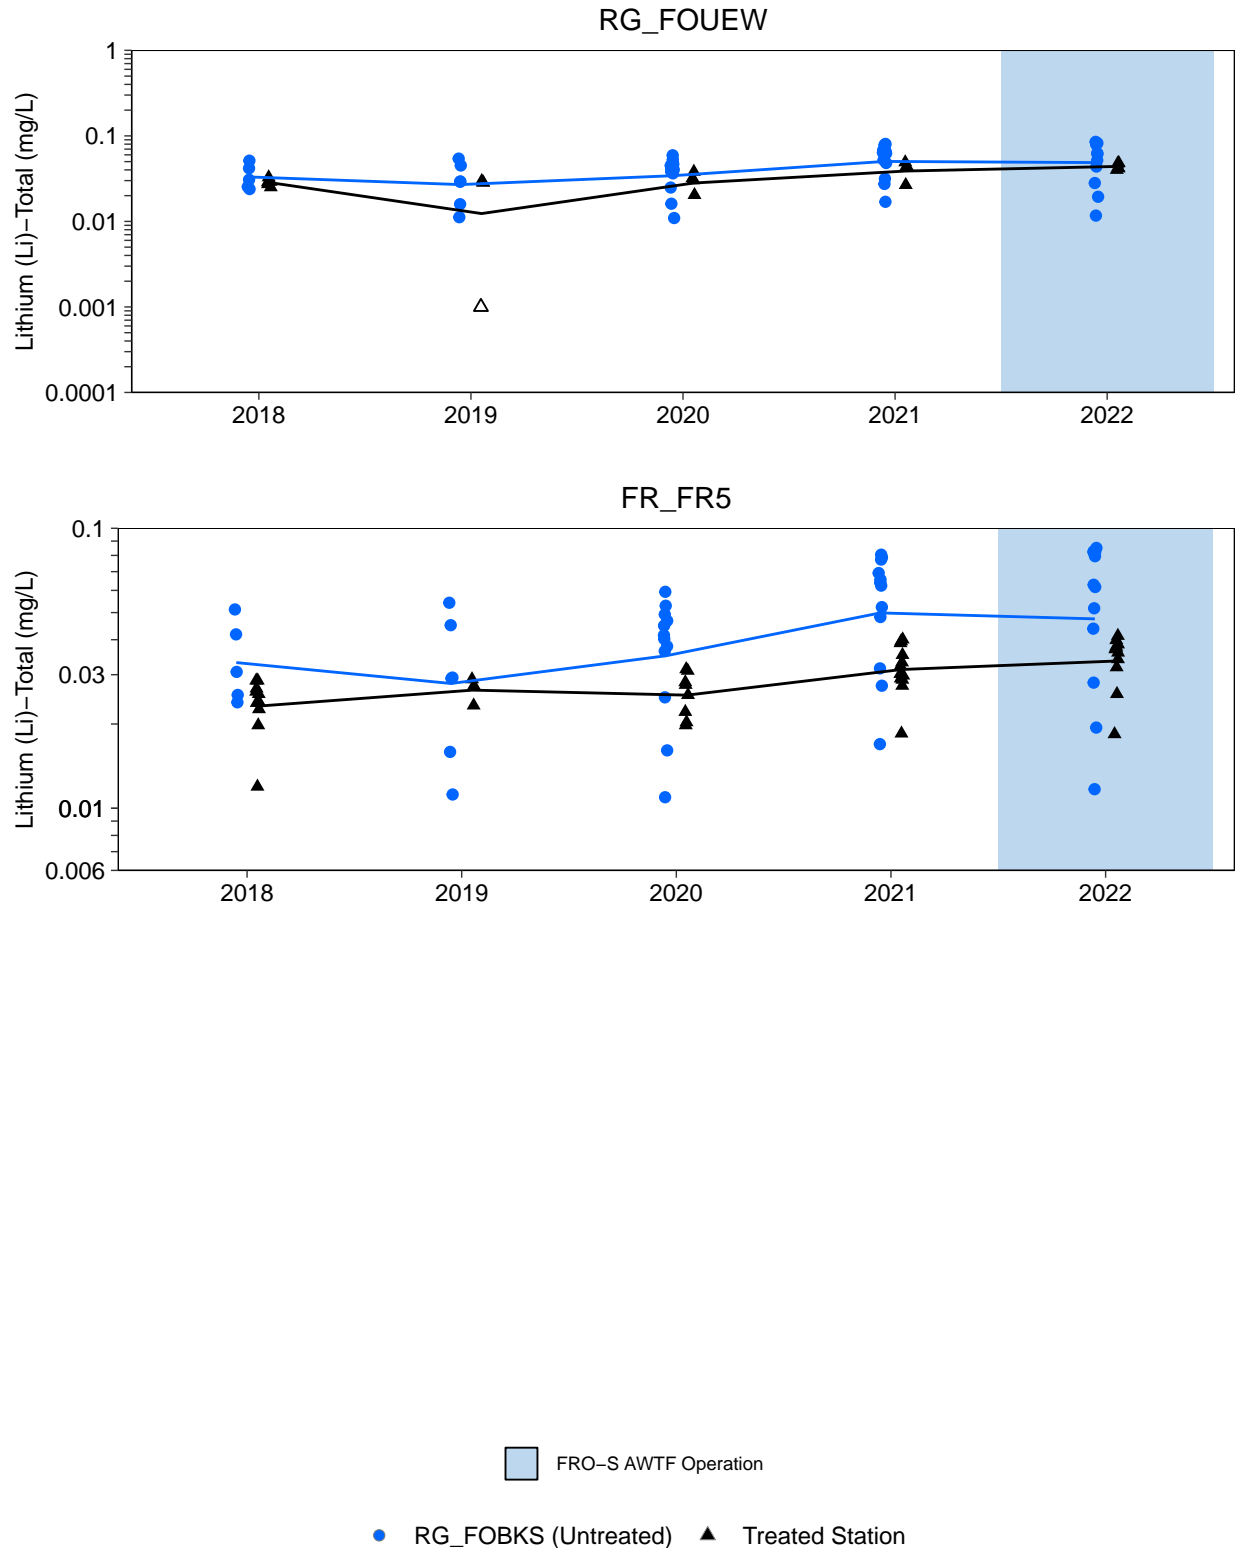 RG_FOUEW
Lithium (Li)−Total (mg/L)
1
0.1
0.01
0.001
0.0001
2018 2019 2020 2021 2022
FR_FR5
Lithium (Li)−Total (mg/L)
0.1
0.03
0.01
0.006
2018 2019 2020 2021 2022
FRO−S AWTF Operation
RG_FOBKS (Untreated) Treated Station